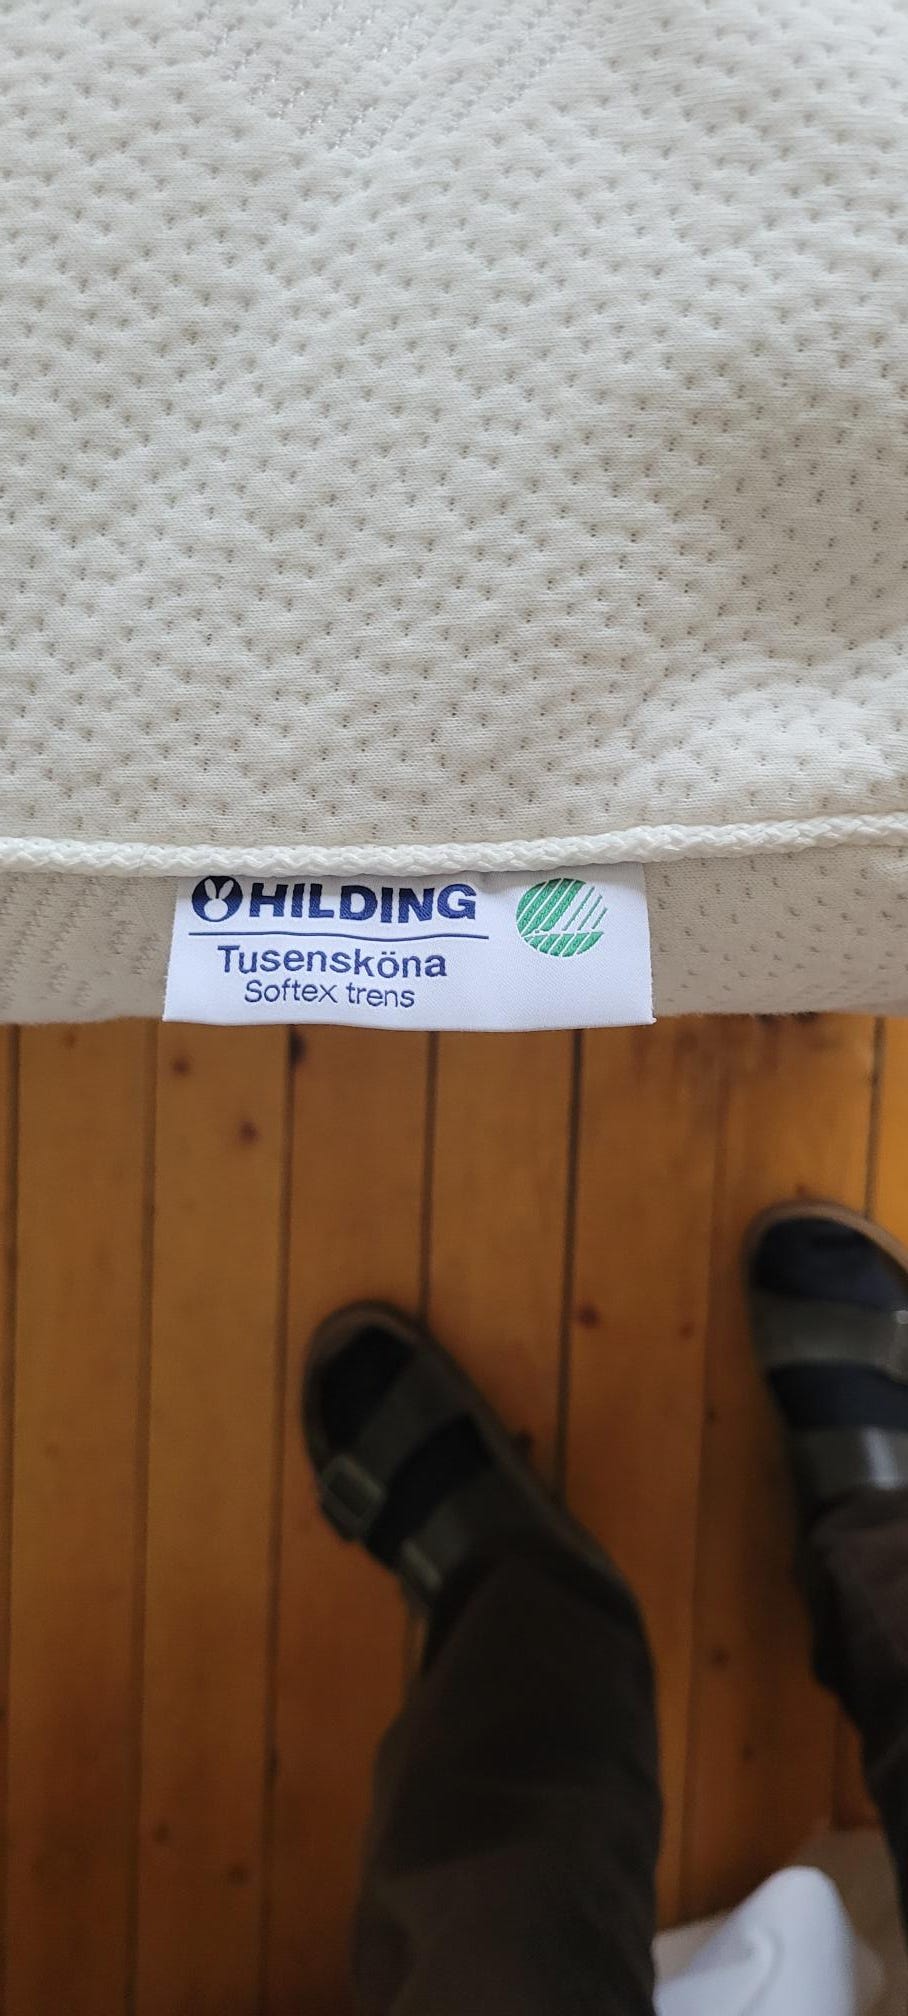 HILDING
Tusensköna
Softex trens